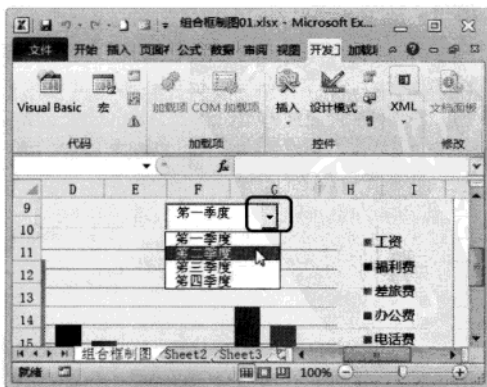 组合框制图01.xlsx - Microsoft Ex...
文件 开始 插入 页面 公式 数据 审阅 视图 开发工 加载项
Visual Basic 宏 加载项 COM 加载项 插入 设计模式 XML 文档面板
代码 加载项 控件 修改
fx
D E F G H I
9 第一季度
10 第一季度
工资
11 第二季度
福利费
12 第三季度
差旅费
第四季度
13
办公费
14
电话费
15
组合框制图 Sheet2 Sheet3
就绪 100%